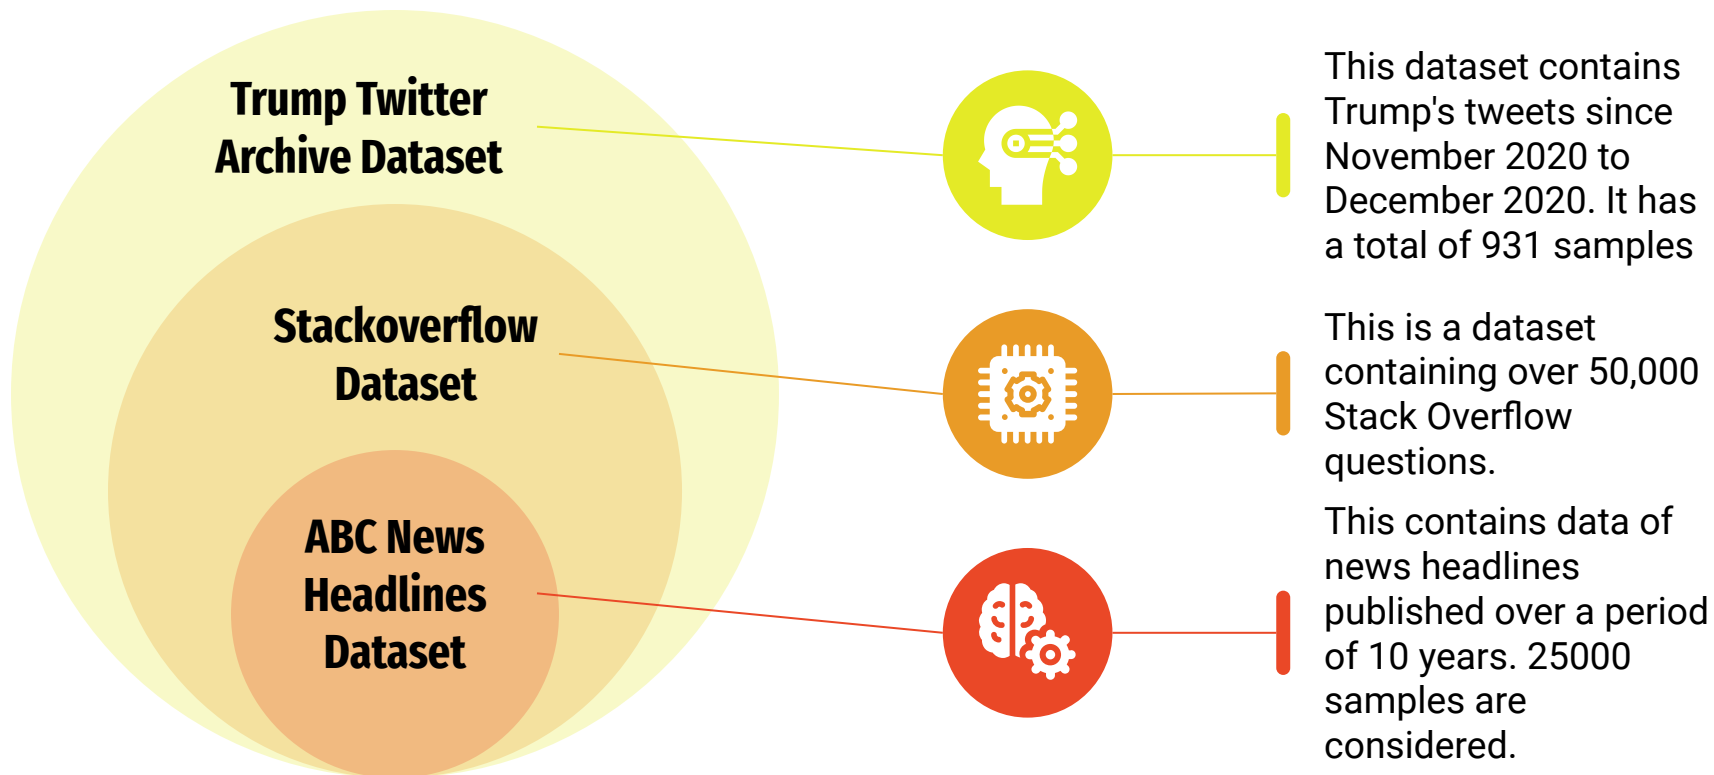 Trump Twitter
Archive Dataset
This dataset contains
Trump's tweets since
November 2020 to
December 2020. It has
a total of 931 samples
Stackoverflow
Dataset
This is a dataset
containing over 50,000
Stack Overflow
questions.
ABC News
Headlines
Dataset
This contains data of
news headlines
published over a period
of 10 years. 25000
samples are
considered.